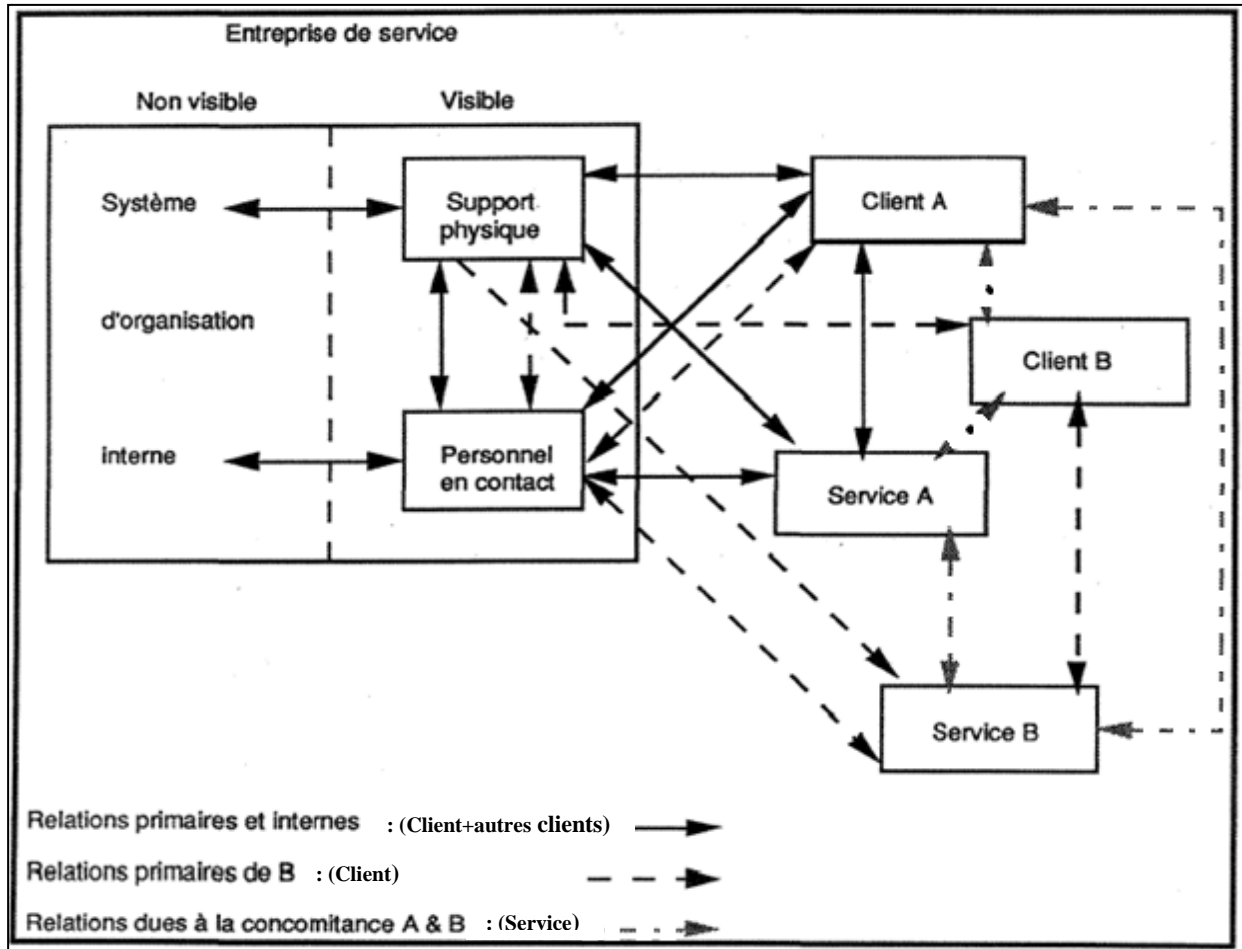 Entreprise de service
Non visible
Visible
Système
Support
physique
Client A
d'organisation
Client B
interne
Personnel
en contact
Service A
Service B
Relations primaires et internes : (Client+autres clients)
Relations primaires de B : (Client)
Relations dues à la concomitance A & B : (Service)